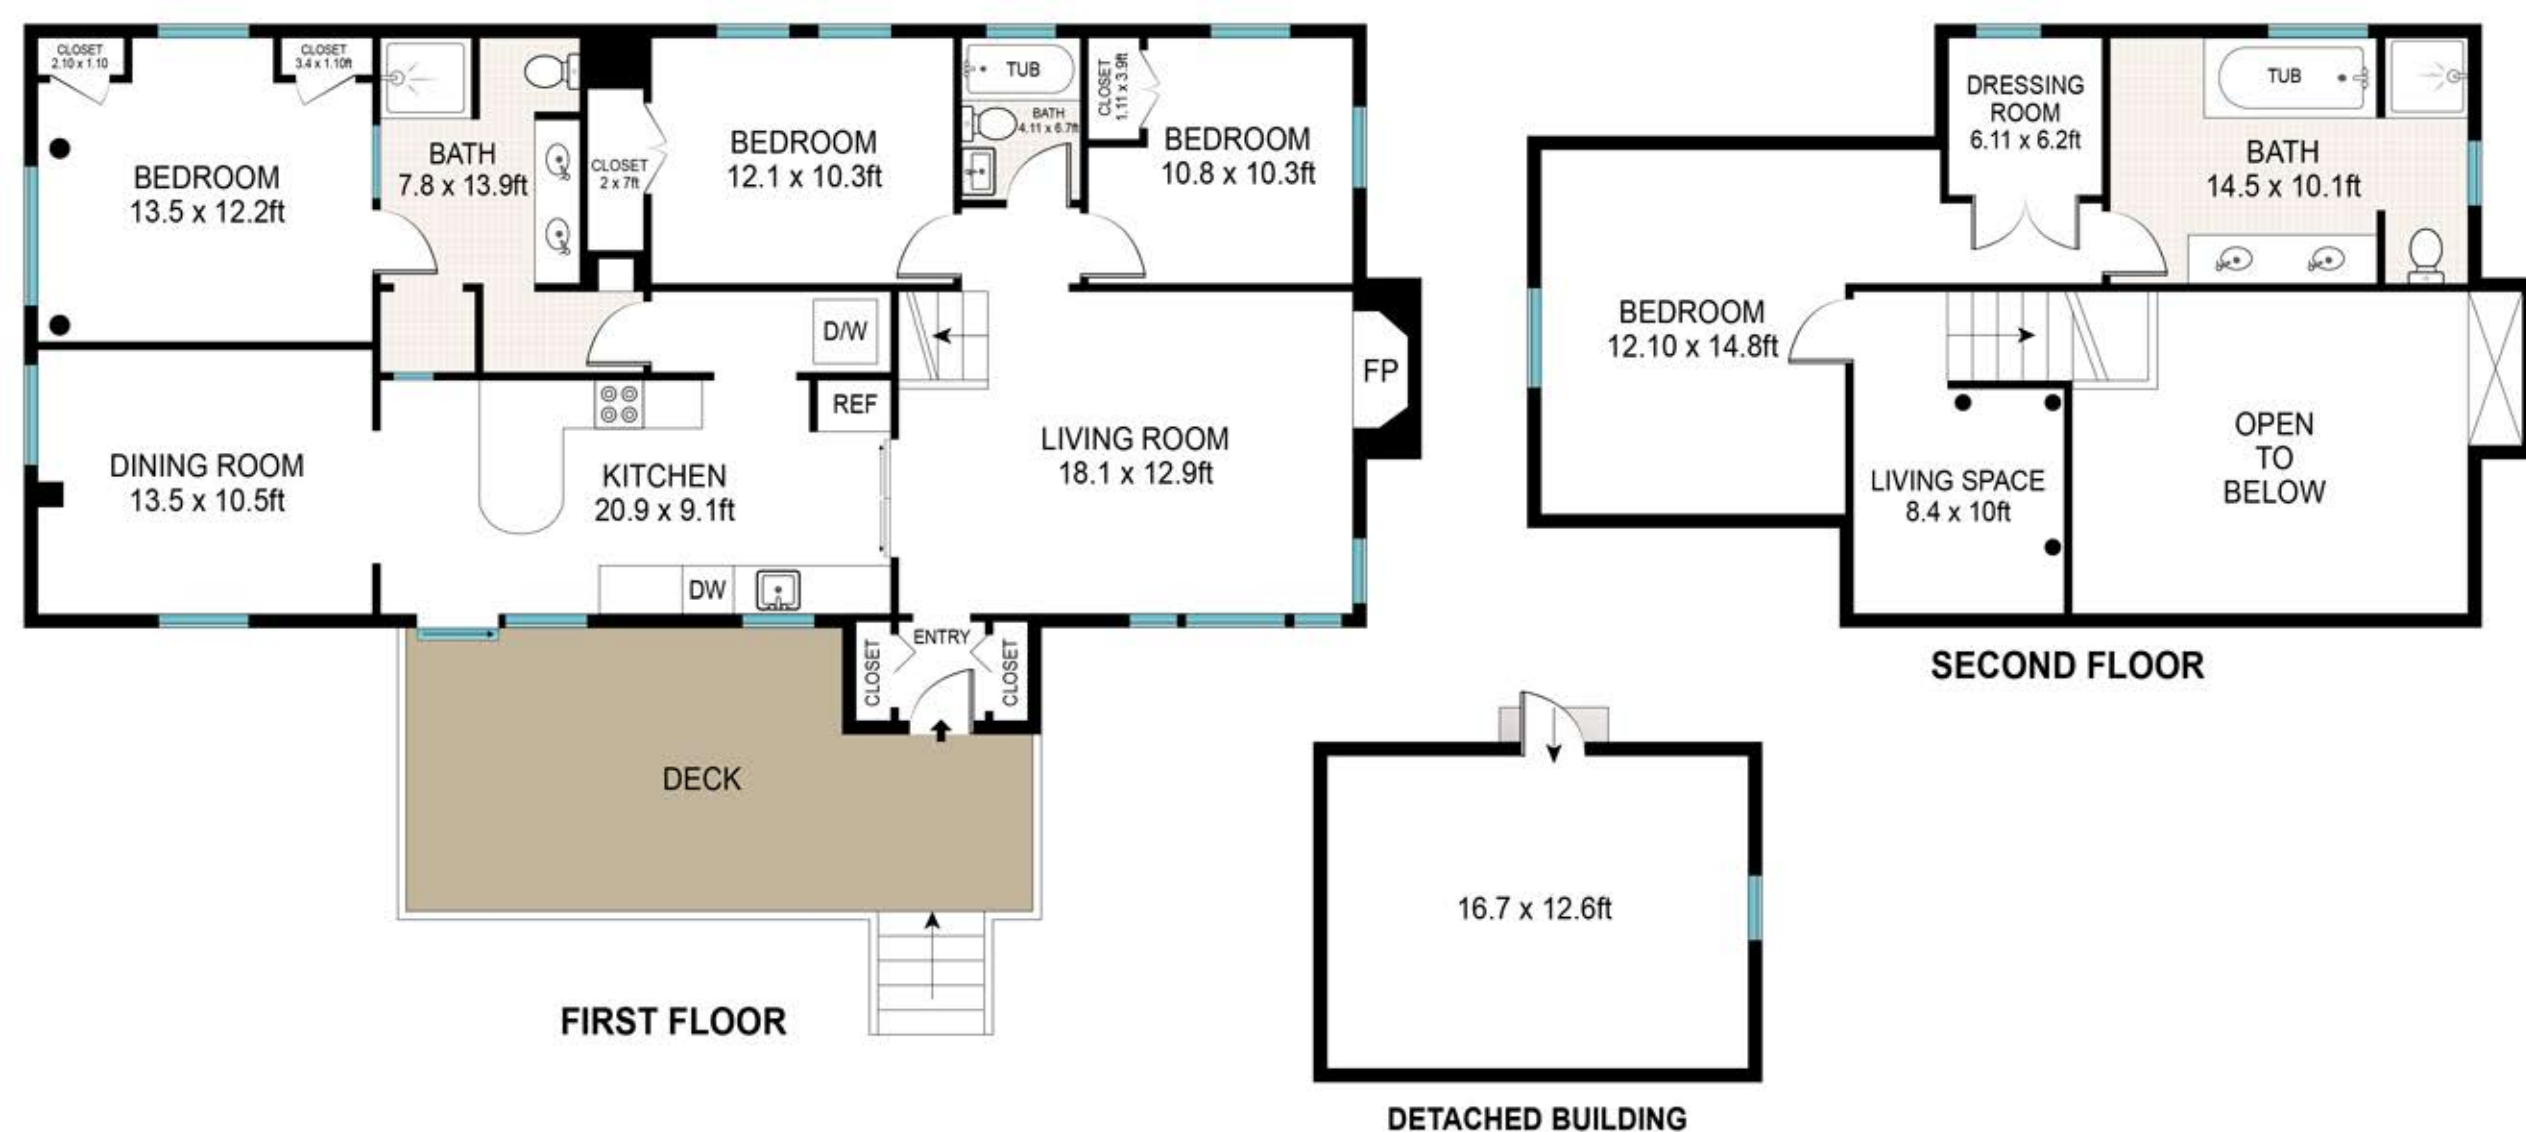 CLOSET
2.10 x 1.10
CLOSET
3.4 x 1.10ft
BEDROOM
13.5 x 12.2ft
BATH
7.8 x 13.9ft
CLOSET
2 x 7ft
BEDROOM
12.1 x 10.3ft
TUB
BATH
4.11 x 6.7ft
CLOSET
1.11 x 3.9ft
BEDROOM
10.8 x 10.3ft
D/W
REF
FP
DINING ROOM
13.5 x 10.5ft
KITCHEN
20.9 x 9.1ft
LIVING ROOM
18.1 x 12.9ft
DW
CLOSET
ENTRY
CLOSET
DECK
FIRST FLOOR
DRESSING
ROOM
6.11 x 6.2ft
TUB
BATH
14.5 x 10.1ft
BEDROOM
12.10 x 14.8ft
LIVING SPACE
8.4 x 10ft
OPEN
TO
BELOW
SECOND FLOOR
16.7 x 12.6ft
DETACHED BUILDING